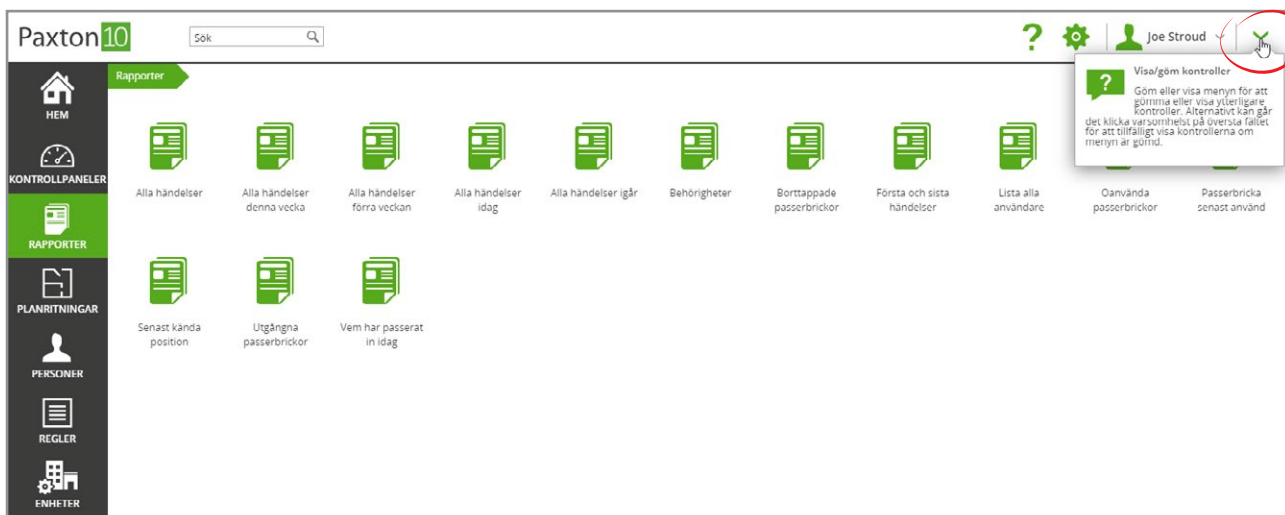 Paxton 10
Sök
Joe Stroud
Rapporter
Visa/göm kontroller
Göm eller visa menyn för att
gömma eller visa ytterligare
kontroller. Alternativt kan går
det klicka varsomhelst på översta fältet
för att tillfälligt visa kontrollerna om
menyn är gömd.
HEM
KONTROLLPANELER
RAPPORTER
PLANRITNINGAR
PERSONER
REGLER
ENHETER
Alla händelser
Alla händelser
denna vecka
Alla händelser
förra veckan
Alla händelser
idag
Alla händelser igår
Behörigheter
Borttappade
passerbrickor
Första och sista
händelser
Lista alla
användare
Oanvända
passerbrickor
Passerbricka
senast använd
Senast kända
position
Utgångna
passerbrickor
Vem har passerat
in idag